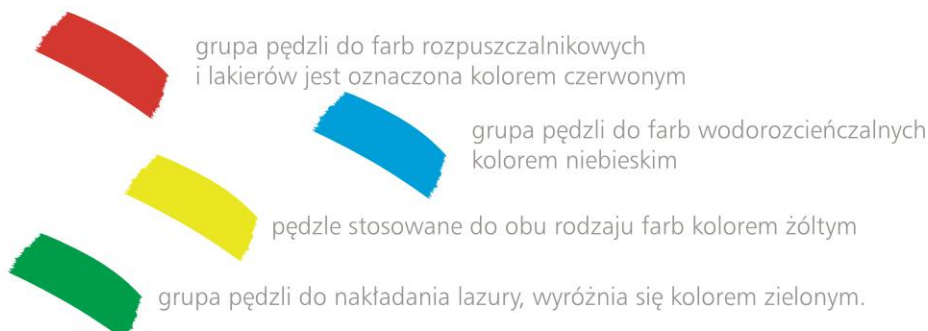 grupa pędzli do farb rozpuszczalnikowych
i lakierów jest oznaczona kolorem czerwonym
grupa pędzli do farb wodorozcieńczalnych
kolorem niebieskim
pędzle stosowane do obu rodzaju farb kolorem żóltym
grupa pędzli do nakładania lazury, wyróżnia się kolorem zielonym.